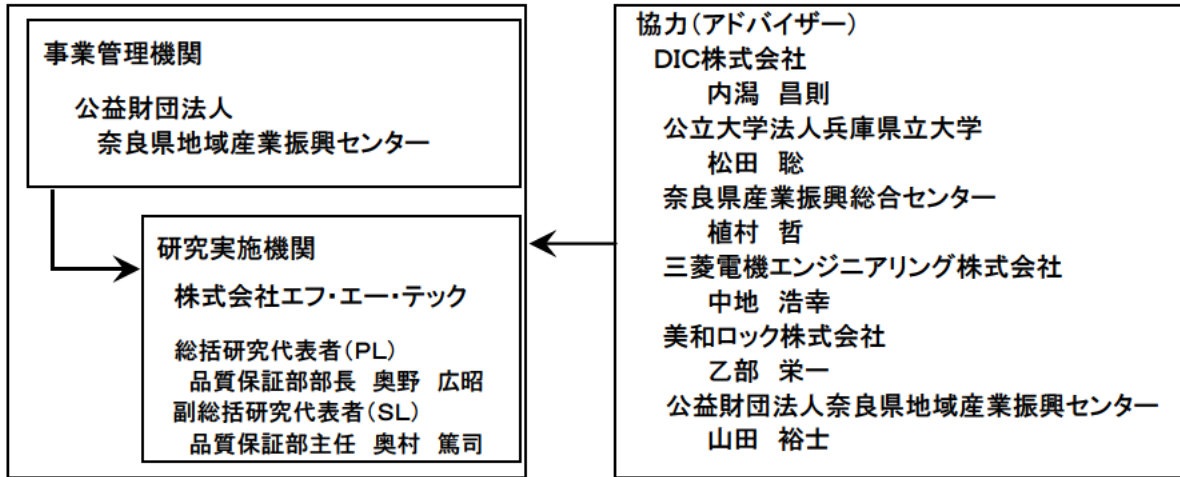 事業管理機関
公益財団法人
奈良県地域産業振興センター
研究実施機関
株式会社エフ・エー・テック
総括研究代表者(PL)
品質保証部部長 奥野 広昭
副総括研究代表者(SL)
品質保証部主任 奥村 篤司
協力(アドバイザー)
DIC株式会社
内潟 昌則
公立大学法人兵庫県立大学
松田 聡
奈良県産業振興総合センター
植村 哲
三菱電機エンジニアリング株式会社
中地 浩幸
美和ロック株式会社
乙部 栄一
公益財団法人奈良県地域産業振興センター
山田 裕士